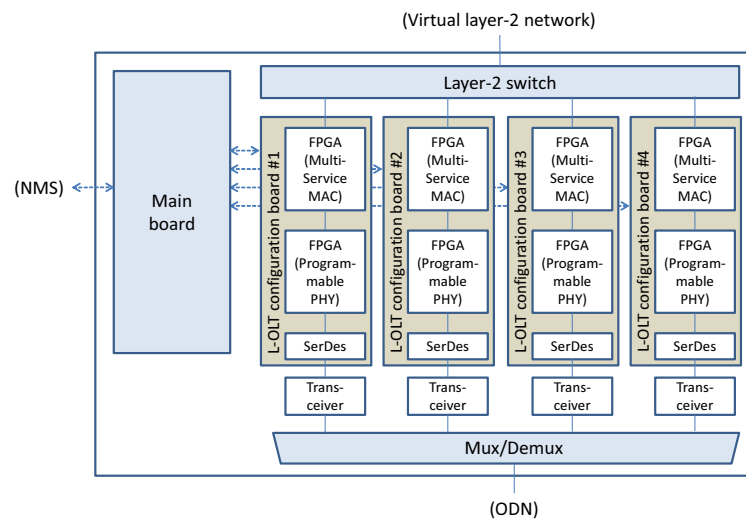 (Virtual layer-2 network)
Layer-2 switch
(NMS)
Main
board
L-OLT configuration board #1
FPGA
(Multi-
Service
MAC)
FPGA
(Program-
mable
PHY)
SerDes
Trans-
ceiver
L-OLT configuration board #2
FPGA
(Multi-
Service
MAC)
FPGA
(Program-
mable
PHY)
SerDes
Trans-
ceiver
L-OLT configuration board #3
FPGA
(Multi-
Service
MAC)
FPGA
(Program-
mable
PHY)
SerDes
Trans-
ceiver
L-OLT configuration board #4
FPGA
(Multi-
Service
MAC)
FPGA
(Program-
mable
PHY)
SerDes
Trans-
ceiver
Mux/Demux
(ODN)